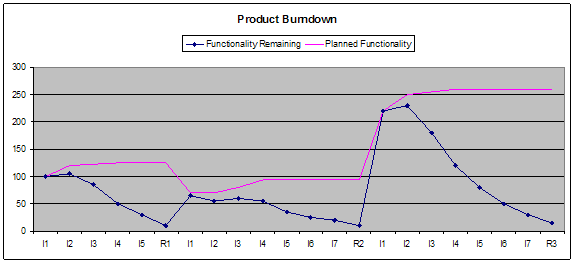 Product Burndown
Functionality Remaining Planned Functionality
300
250
200
150
100
50
0
I1 I2 I3 I4 I5 R1 I1 I2 I3 I4 I5 I6 I7 R2 I1 I2 I3 I4 I5 I6 I7 R3